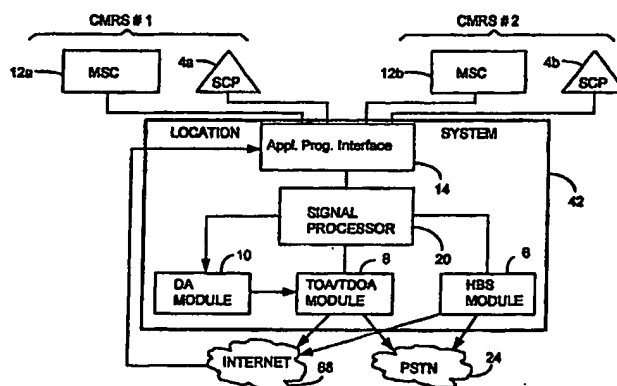 CMRS # 1 CMRS # 2
12a MSC 4a SCP 12b MSC 4b SCP
LOCATION Appl. Prog. Interface SYSTEM
14
42
SIGNAL
PROCESSOR
20
10 8 6
DA
MODULE
TOA/TDOA
MODULE
HBS
MODULE
INTERNET PSTN 24
68